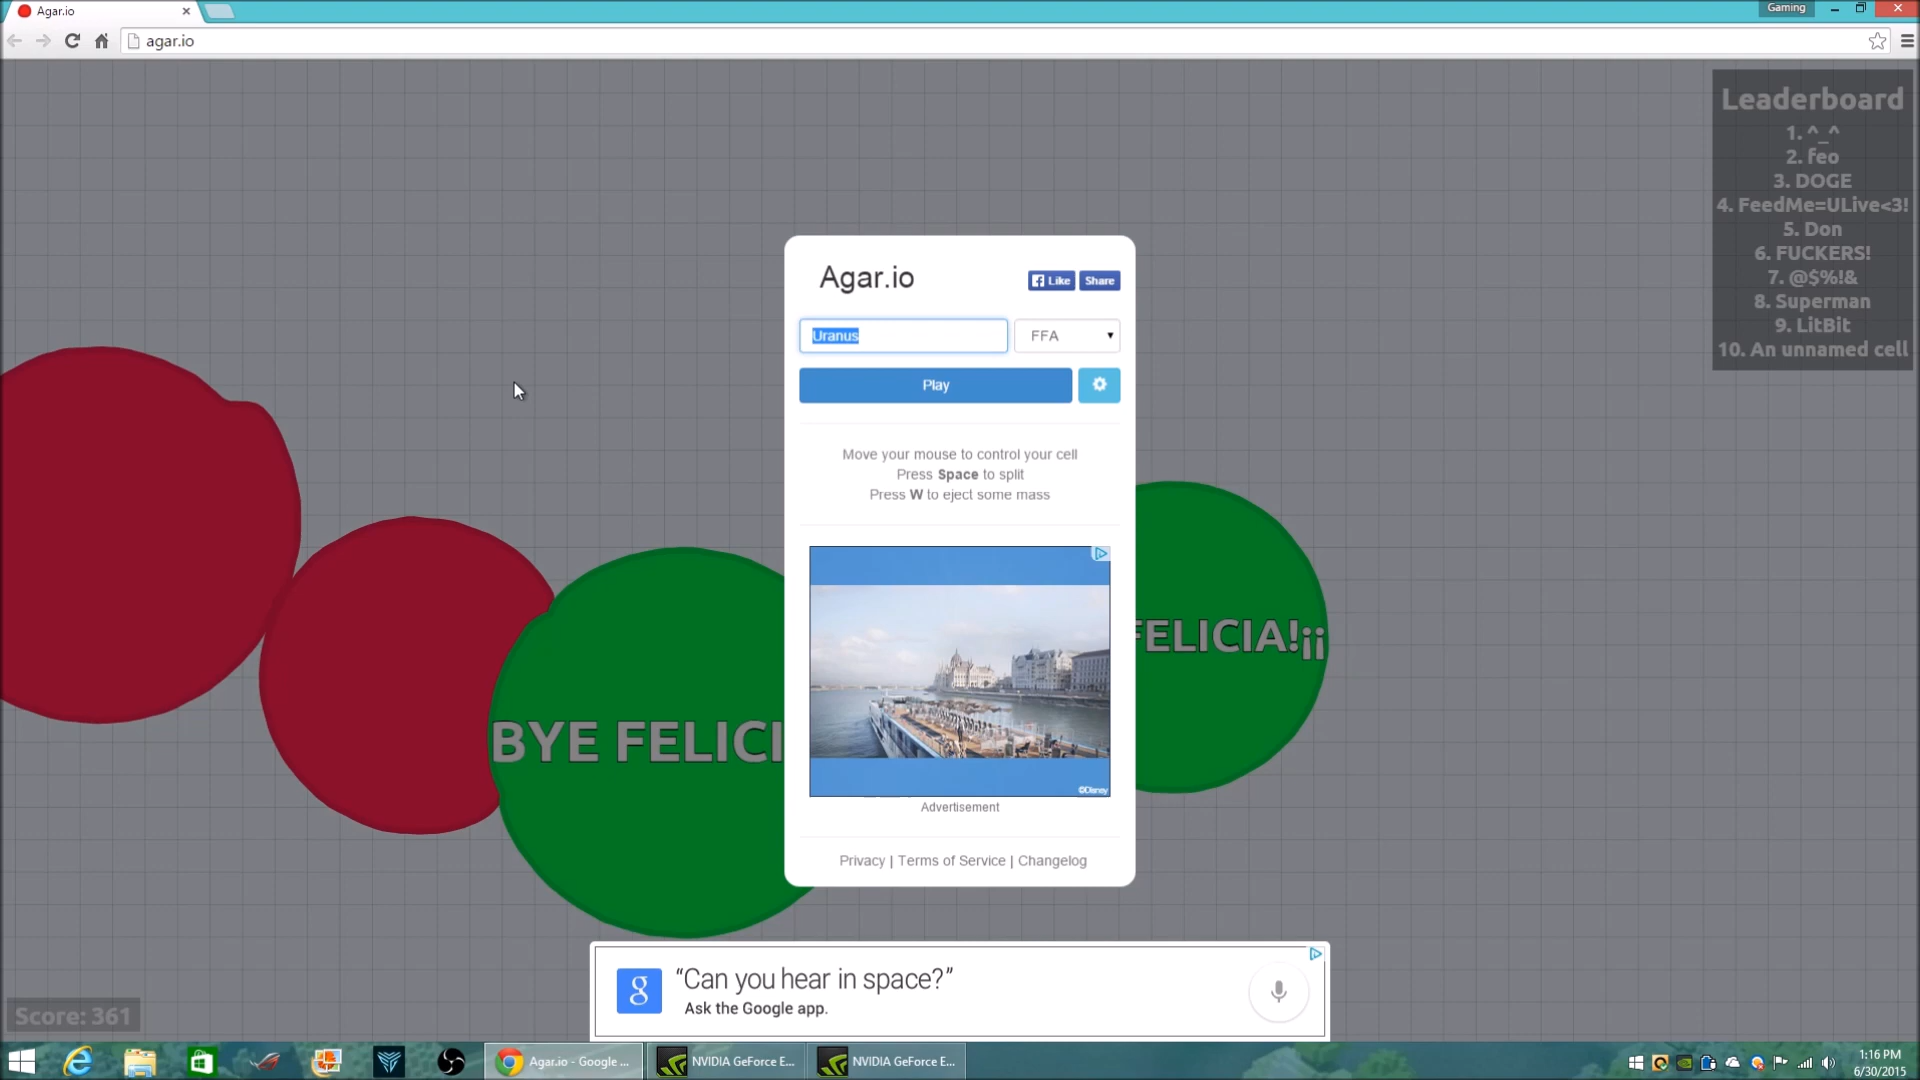 Agar.io
Gaming
agar.io
Leaderboard
1. ^_^
2. feo
3. DOGE
4. FeedMe=ULive<3!
5. Don
6. FUCKERS!
7. @$%!&
8. Superman
9. LitBit
10. An unnamed cell
Agar.io
Like
Share
Uranus
FFA
Play
Move your mouse to control your cell
Press Space to split
Press W to eject some mass
FELICIA!¡¡
BYE FELICI
©Disney
Advertisement
Privacy | Terms of Service | Changelog
“Can you hear in space?”
Ask the Google app.
Score: 361
Agar.io - Google ...
NVIDIA GeForce E...
NVIDIA GeForce E...
1:16 PM
6/30/2015